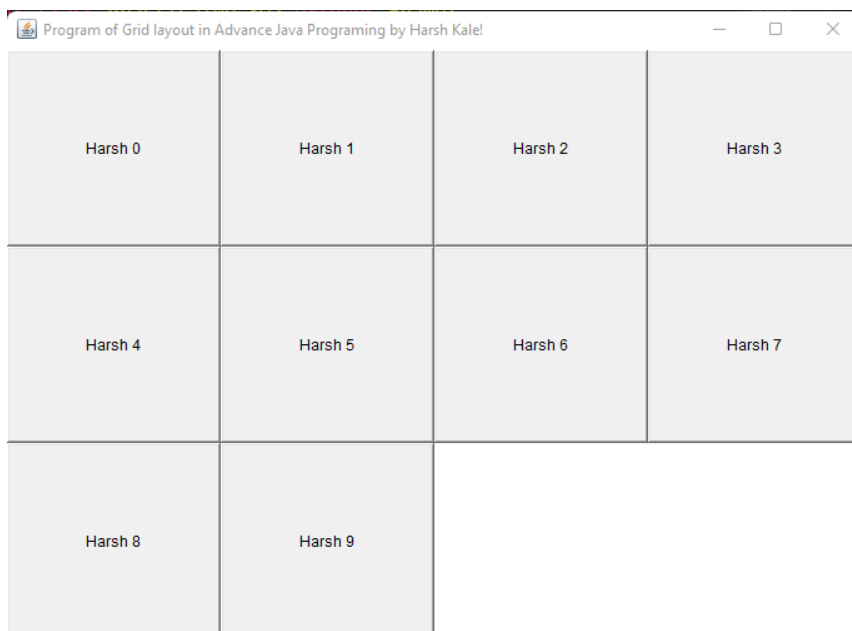 Program of Grid layout in Advance Java Programing by Harsh Kale!
Harsh 0 Harsh 1 Harsh 2 Harsh 3
Harsh 4 Harsh 5 Harsh 6 Harsh 7
Harsh 8 Harsh 9